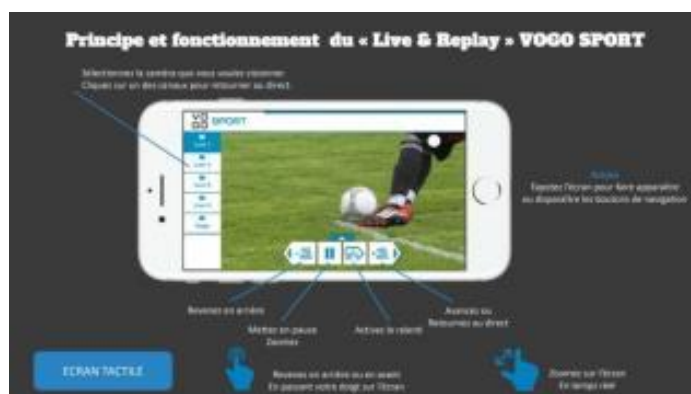 Principe et fonctionnement du « Live & Replay » VOGO SPORT
Sélectionnez la caméra que vous voulez visionner
Cliquez sur un des canaux pour retourner au direct
VO
GO SPORT
Tapotez l'écran pour faire apparaître
ou disparaître les boutons de navigation
Revenez en arrière
Mettez en pause
Zoomez
Activez le ralenti
Avancez ou
Retournez au direct
ECRAN TACTILE
Revenez en arrière ou en avant
En passant votre doigt sur l'écran
Zoomez sur l'écran
En temps réel